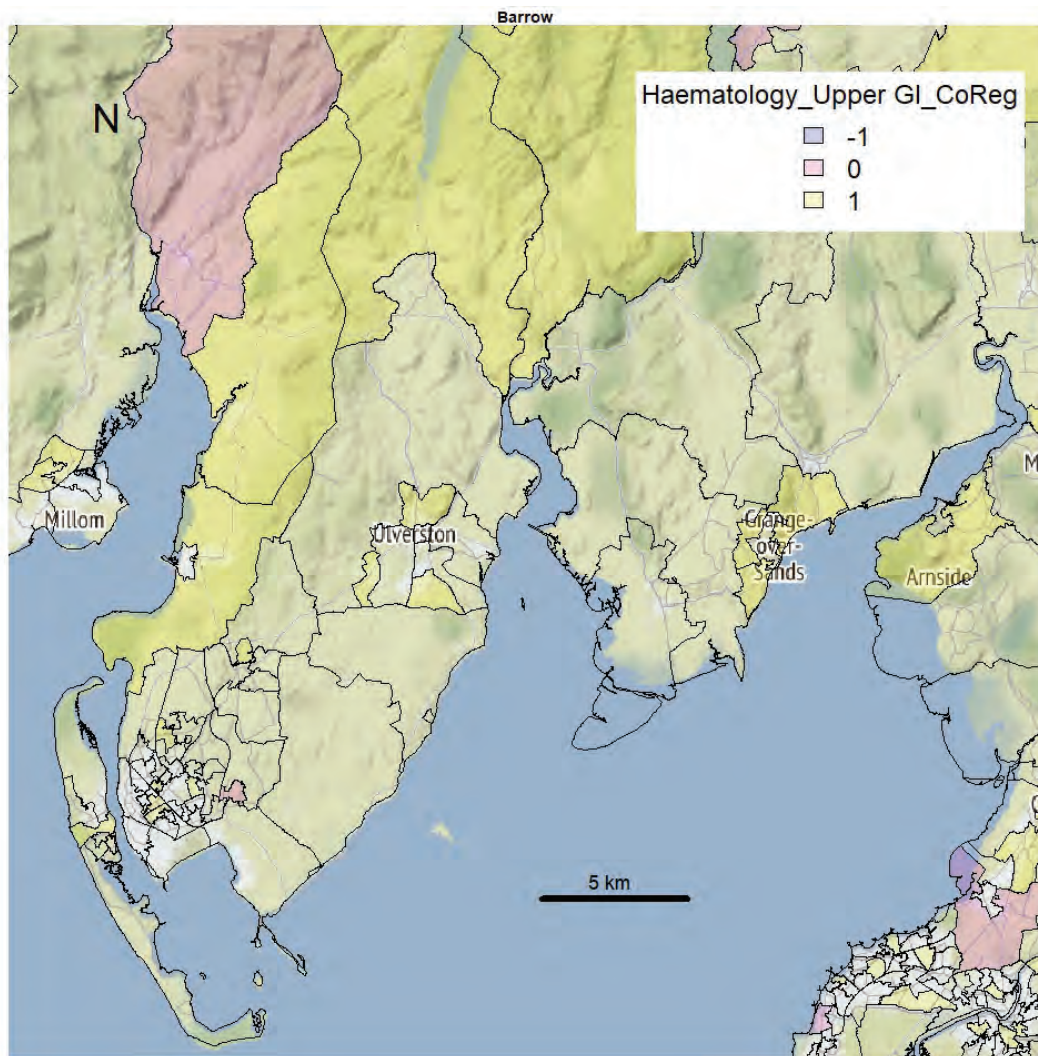 Barrow
N
Haematology_Upper GI_CoReg
-1
0
1
Millom
Ulverston
Grange-
over-
Sands
Arnside
M
5 km